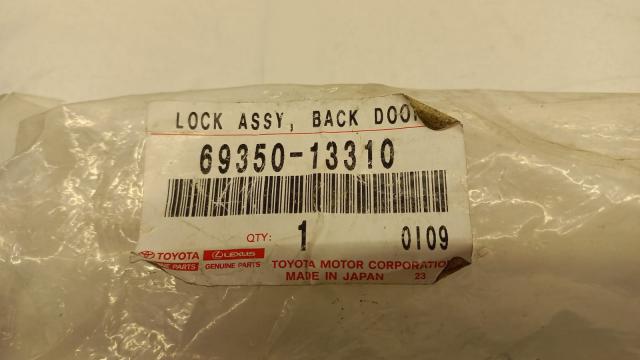 LOCK ASSY, BACK DOOR
69350-13310
QTY: 1 0109
TOYOTA LEXUS
PARTS GENUINE PARTS
TOYOTA MOTOR CORPORATION
MADE IN JAPAN 23